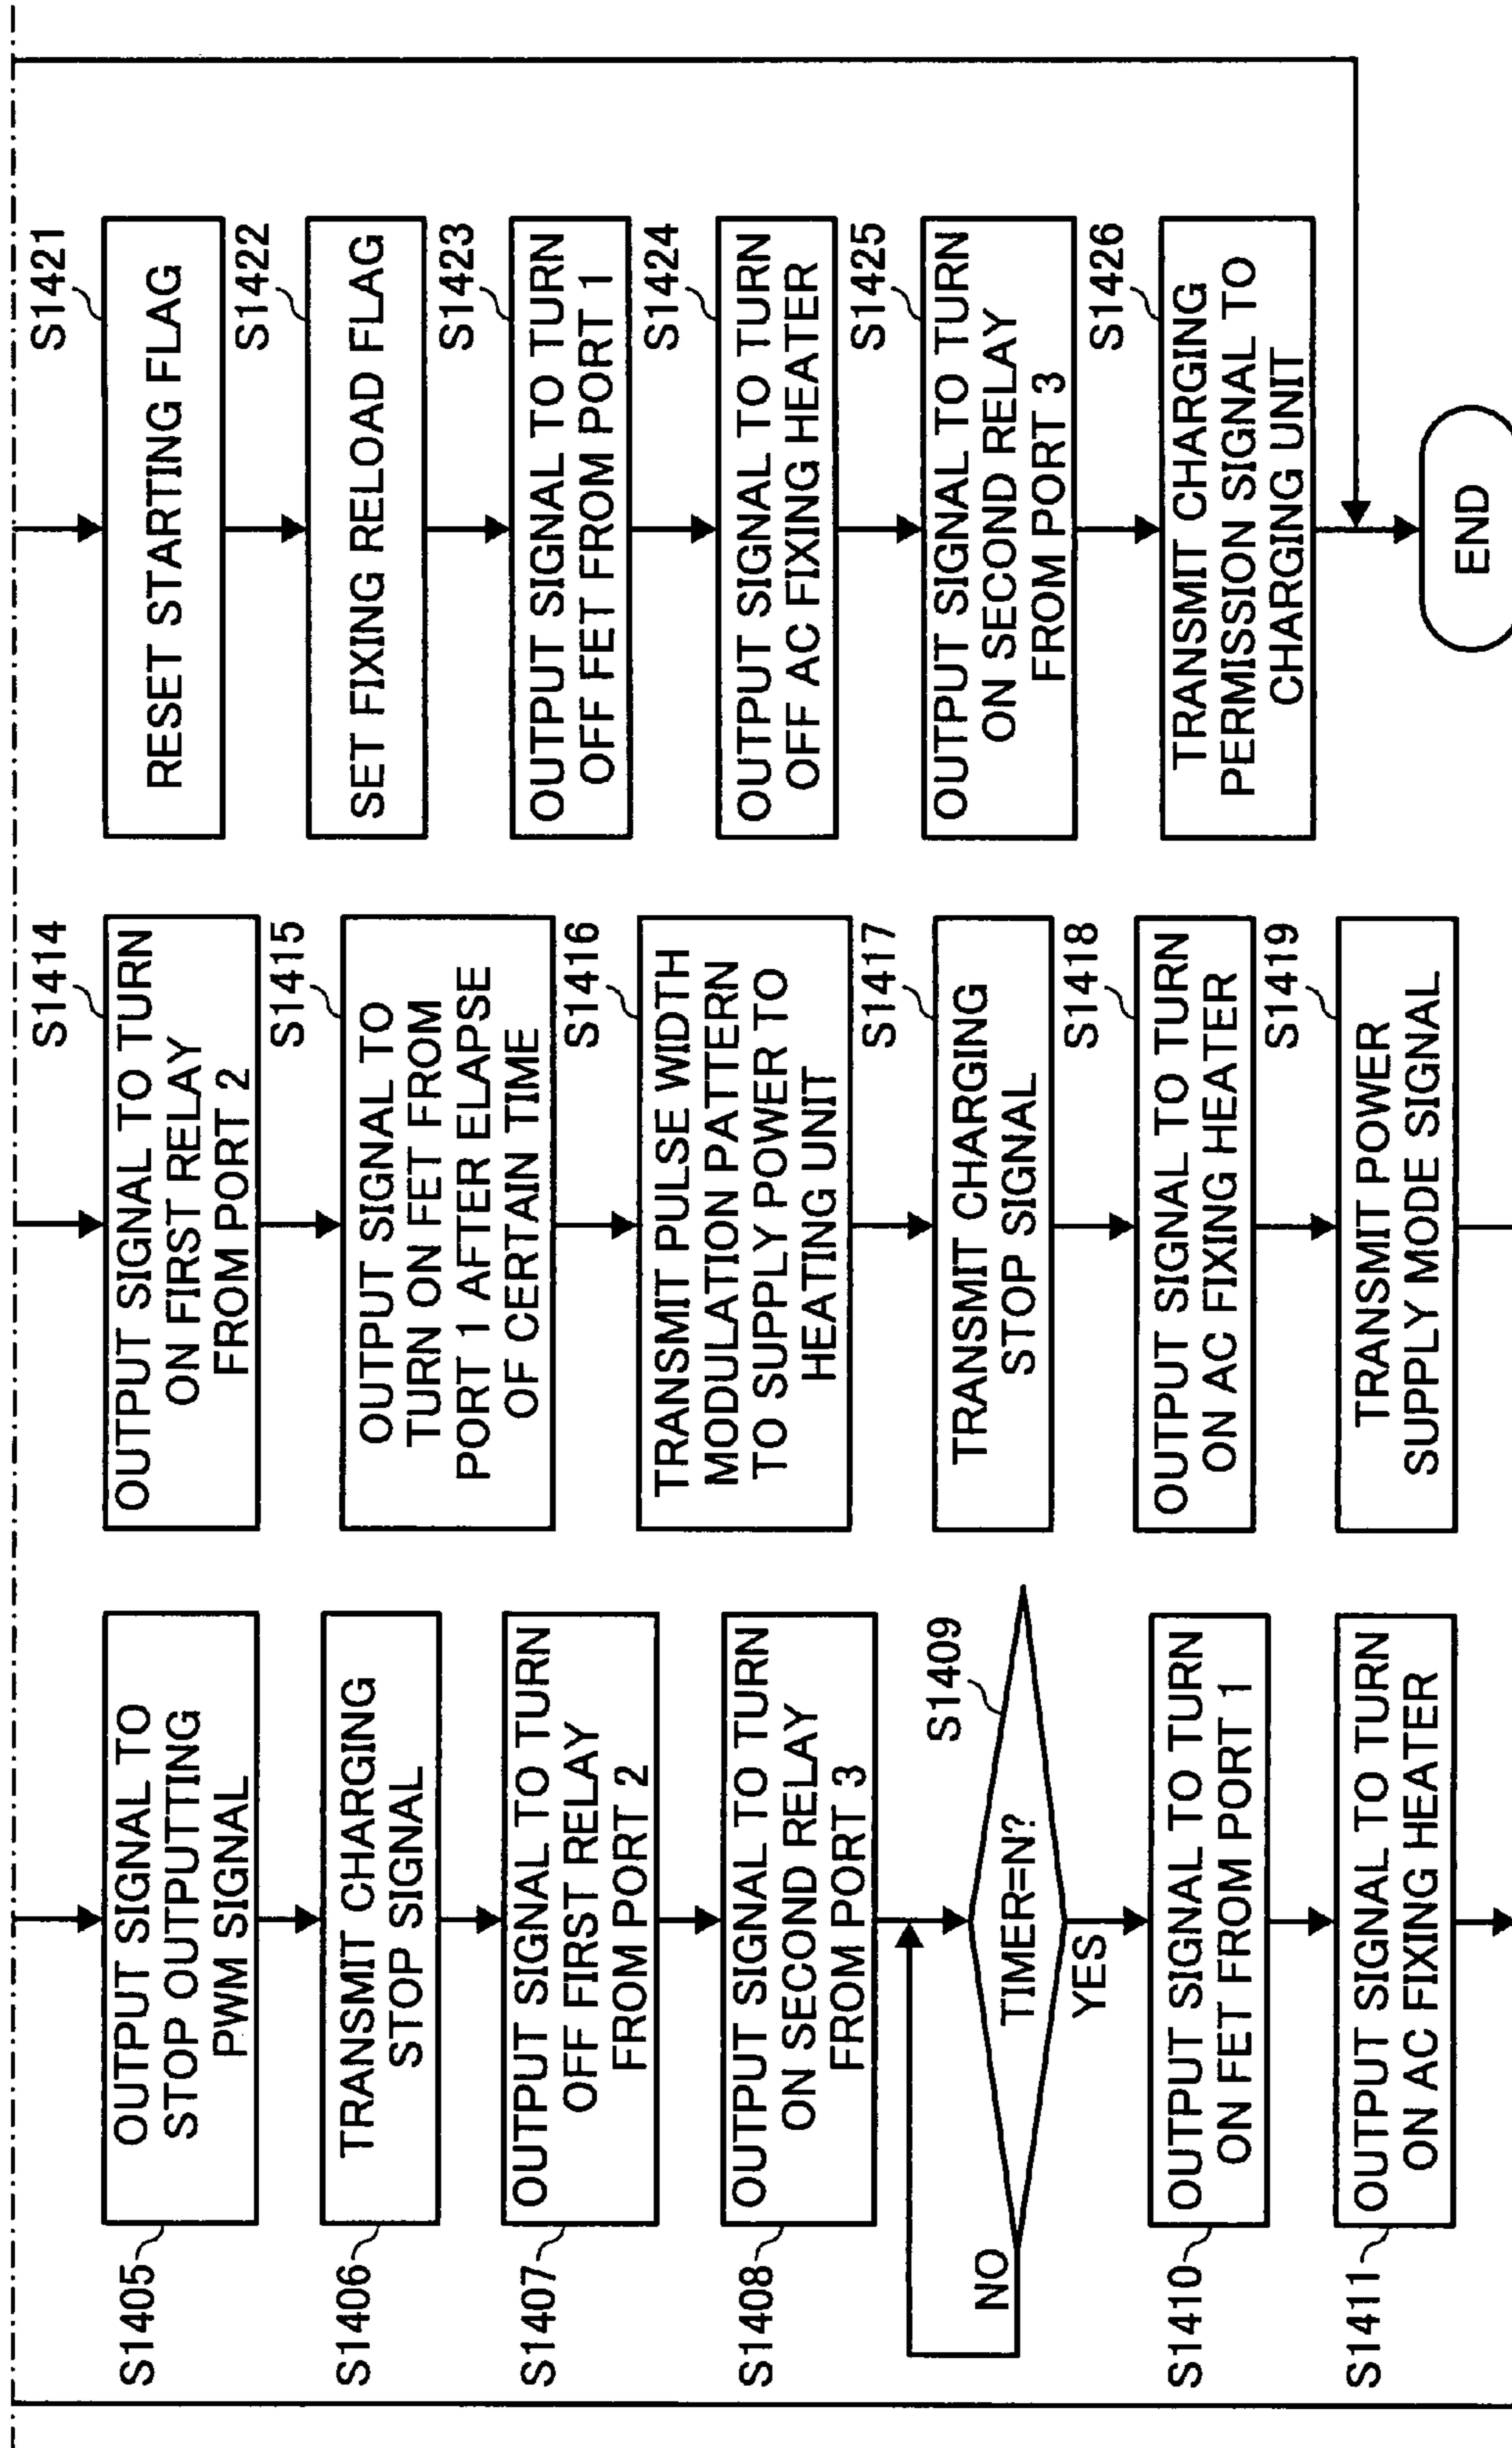 S1405
OUTPUT SIGNAL TO
STOP OUTPUTTING
PWM SIGNAL
S1406
TRANSMIT CHARGING
STOP SIGNAL
S1407
OUTPUT SIGNAL TO TURN
OFF FIRST RELAY
FROM PORT 2
S1408
OUTPUT SIGNAL TO TURN
ON SECOND RELAY
FROM PORT 3
S1409
TIMER=N?
NO
YES
S1410
OUTPUT SIGNAL TO TURN
ON FET FROM PORT 1
S1411
OUTPUT SIGNAL TO TURN
ON AC FIXING HEATER
S1414
OUTPUT SIGNAL TO TURN
ON FIRST RELAY
FROM PORT 2
S1415
OUTPUT SIGNAL TO
TURN ON FET FROM
PORT 1 AFTER ELAPSE
OF CERTAIN TIME
S1416
TRANSMIT PULSE WIDTH
MODULATION PATTERN
TO SUPPLY POWER TO
HEATING UNIT
S1417
TRANSMIT CHARGING
STOP SIGNAL
S1418
OUTPUT SIGNAL TO TURN
ON AC FIXING HEATER
S1419
TRANSMIT POWER
SUPPLY MODE SIGNAL
S1421
RESET STARTING FLAG
S1422
SET FIXING RELOAD FLAG
S1423
OUTPUT SIGNAL TO TURN
OFF FET FROM PORT 1
S1424
OUTPUT SIGNAL TO TURN
OFF AC FIXING HEATER
S1425
OUTPUT SIGNAL TO TURN
ON SECOND RELAY
FROM PORT 3
S1426
TRANSMIT CHARGING
PERMISSION SIGNAL TO
CHARGING UNIT
END